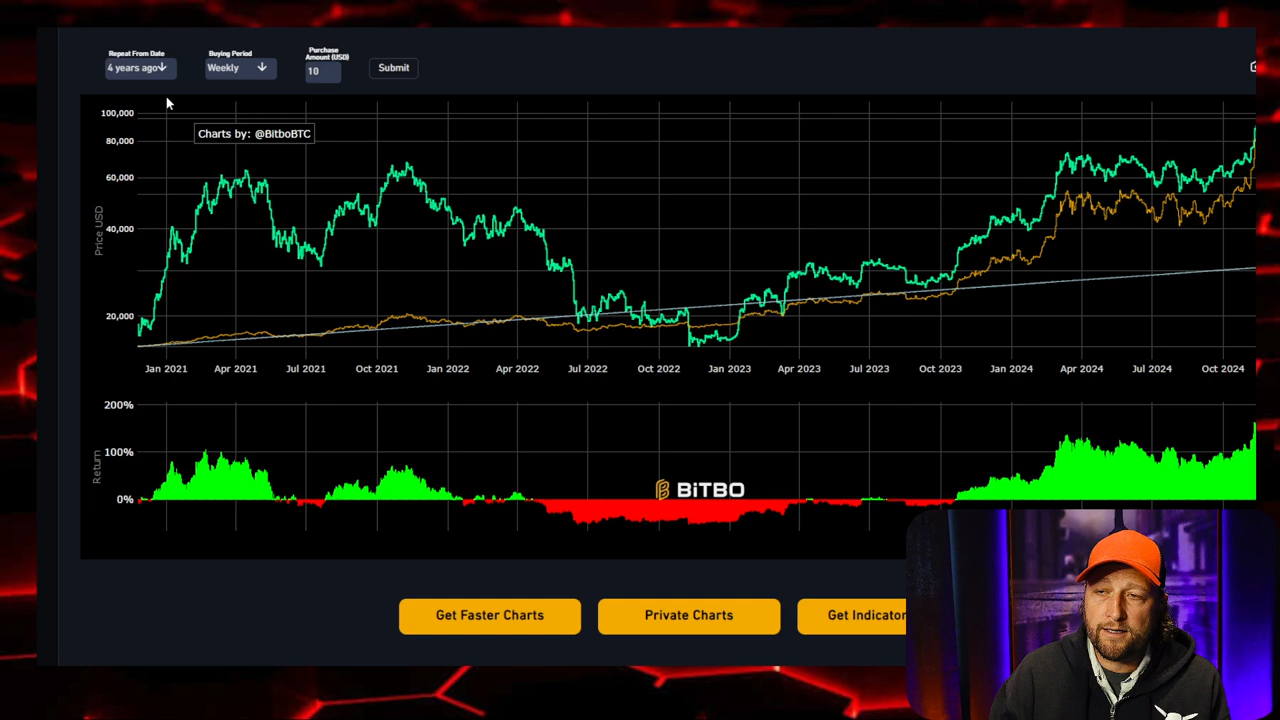 Repeat From Date
Buying Period
Purchase
Amount (USD)
4 years ago
Weekly
10
Submit
Charts by: @BitboBTC
100,000
80,000
60,000
40,000
20,000
Price USD
Jan 2021
Apr 2021
Jul 2021
Oct 2021
Jan 2022
Apr 2022
Jul 2022
Oct 2022
Jan 2023
Apr 2023
Jul 2023
Oct 2023
Jan 2024
Apr 2024
Jul 2024
Oct 2024
200%
100%
0%
Return
BiTBO
Get Faster Charts
Private Charts
Get Indicator